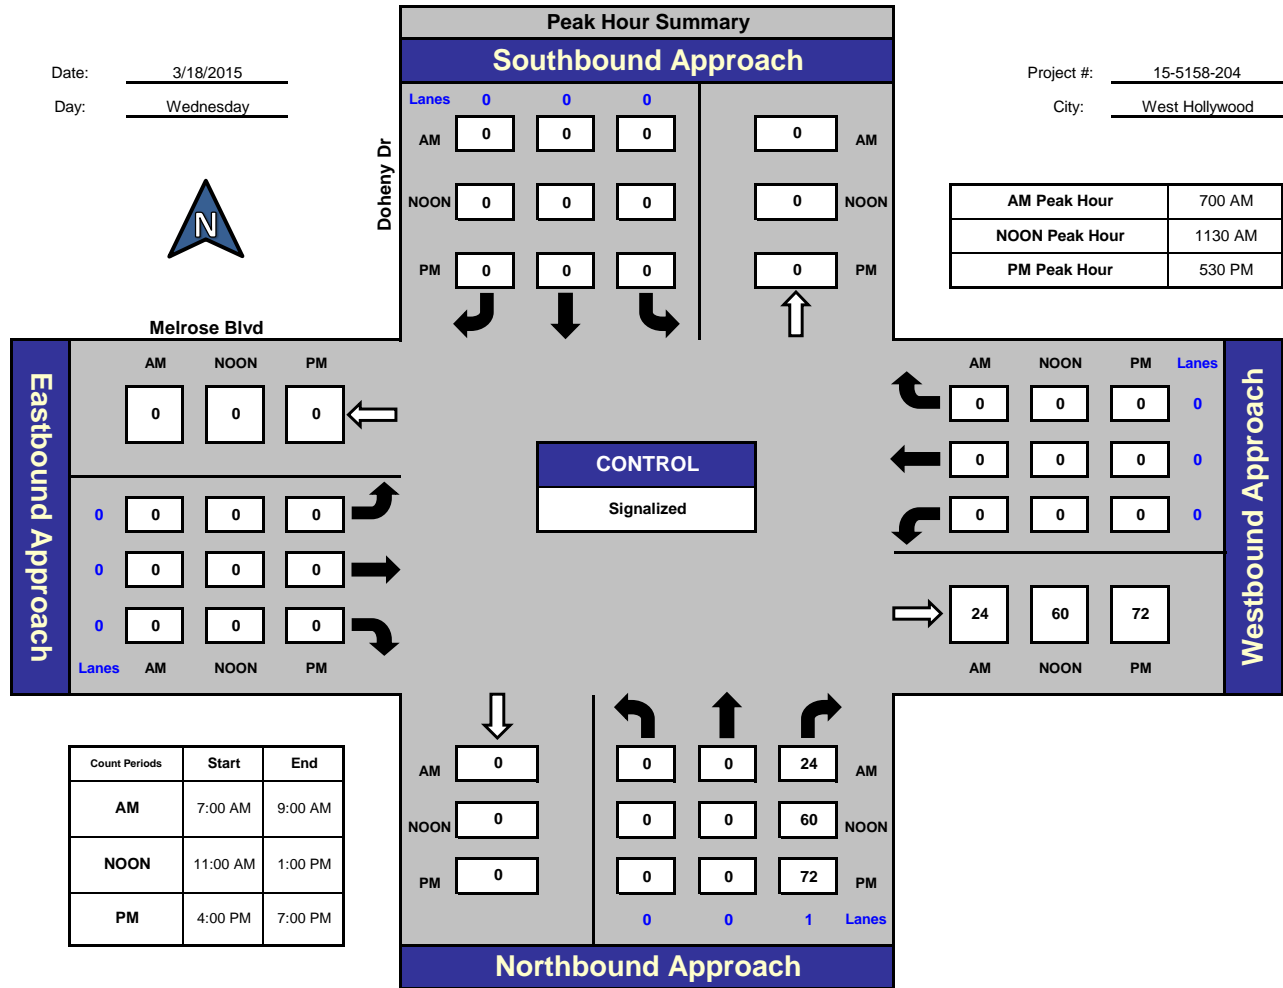 Peak Hour Summary
Southbound Approach
Date: 3/18/2015
Day: Wednesday
Project #: 15-5158-204
City: West Hollywood
N
Doheny Dr
Lanes 0 0 0
AM 0 0 0 0 AM
NOON 0 0 0 0 NOON
PM 0 0 0 0 PM
AM Peak Hour 700 AM
NOON Peak Hour 1130 AM
PM Peak Hour 530 PM
Melrose Blvd
Eastbound Approach
AM NOON PM
0 0 0
0 0 0 0
0 0 0 0
0 0 0 0
Lanes AM NOON PM
CONTROL
Signalized
AM NOON PM Lanes
0 0 0 0
0 0 0 0
0 0 0 0
24 60 72
AM NOON PM
Westbound Approach
Count Periods Start End
AM 7:00 AM 9:00 AM
NOON 11:00 AM 1:00 PM
PM 4:00 PM 7:00 PM
AM 0 0 0 24 AM
NOON 0 0 0 60 NOON
PM 0 0 0 72 PM
0 0 1 Lanes
Northbound Approach